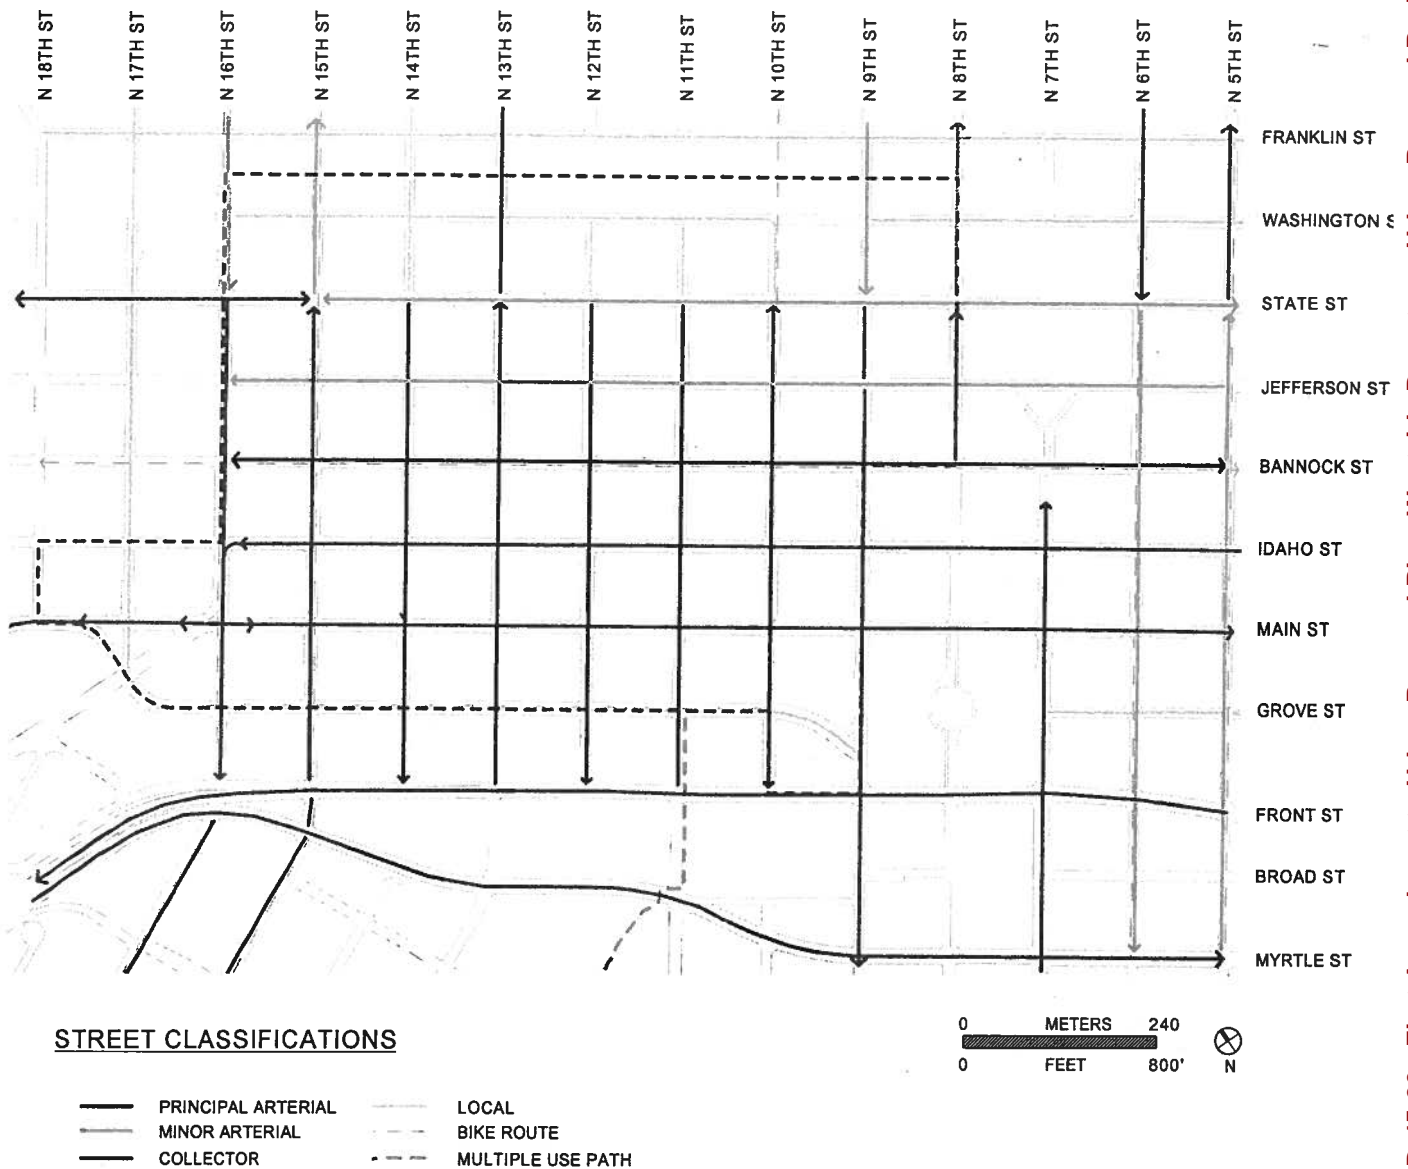 N 18TH ST
N 17TH ST
N 16TH ST
N 15TH ST
N 14TH ST
N 13TH ST
N 12TH ST
N 11TH ST
N 10TH ST
N 9TH ST
N 8TH ST
N 7TH ST
N 6TH ST
N 5TH ST
FRANKLIN ST
WASHINGTON S
STATE ST
JEFFERSON ST
BANNOCK ST
IDAHO ST
MAIN ST
GROVE ST
FRONT ST
BROAD ST
MYRTLE ST
STREET CLASSIFICATIONS
0 METERS 240
0 FEET 800'
N
PRINCIPAL ARTERIAL
MINOR ARTERIAL
COLLECTOR
LOCAL
BIKE ROUTE
MULTIPLE USE PATH